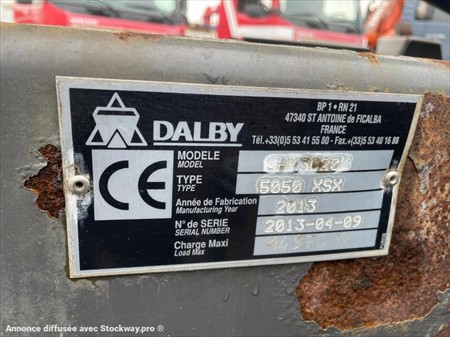 BP 1 • RN 21
47340 ST ANTOINE de FICALBA
FRANCE
Tél.+33(0)5 53 41 55 80 - Fax.+(33)5 53 40 16 88
DALBY
CE
MODELE
MODEL
TYPE 5050 XSX
TYPE
Année de Fabrication 2013
Manufacturing Year
N° de SERIE 2013-04-09
SERIAL NUMBER
Charge Maxi
Load Max
Annonce diffusée avec Stockway.pro ®